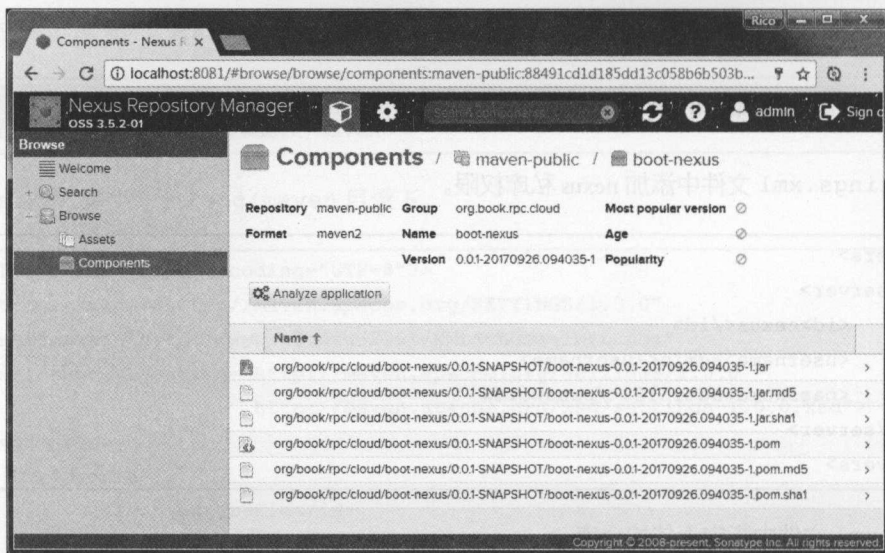 Rico
Components - Nexus R
localhost:8081/#browse/browse/components:maven-public:88491cd1d185dd13c058b6b503b...
Nexus Repository Manager
OSS 3.5.2-01
Search components
admin
Sign o
Browse
Welcome
Search
Browse
Assets
Components
Components / maven-public / boot-nexus
Repository maven-public Group org.book.rpc.cloud Most popular version
Format maven2 Name boot-nexus Age
Version 0.0.1-20170926.094035-1 Popularity
Analyze application
Name ↑
org/book/rpc/cloud/boot-nexus/0.0.1-SNAPSHOT/boot-nexus-0.0.1-20170926.094035-1.jar
org/book/rpc/cloud/boot-nexus/0.0.1-SNAPSHOT/boot-nexus-0.0.1-20170926.094035-1.jar.md5
org/book/rpc/cloud/boot-nexus/0.0.1-SNAPSHOT/boot-nexus-0.0.1-20170926.094035-1.jar.sha1
org/book/rpc/cloud/boot-nexus/0.0.1-SNAPSHOT/boot-nexus-0.0.1-20170926.094035-1.pom
org/book/rpc/cloud/boot-nexus/0.0.1-SNAPSHOT/boot-nexus-0.0.1-20170926.094035-1.pom.md5
org/book/rpc/cloud/boot-nexus/0.0.1-SNAPSHOT/boot-nexus-0.0.1-20170926.094035-1.pom.sha1
Copyright © 2008-present, Sonatype Inc. All rights reserved.